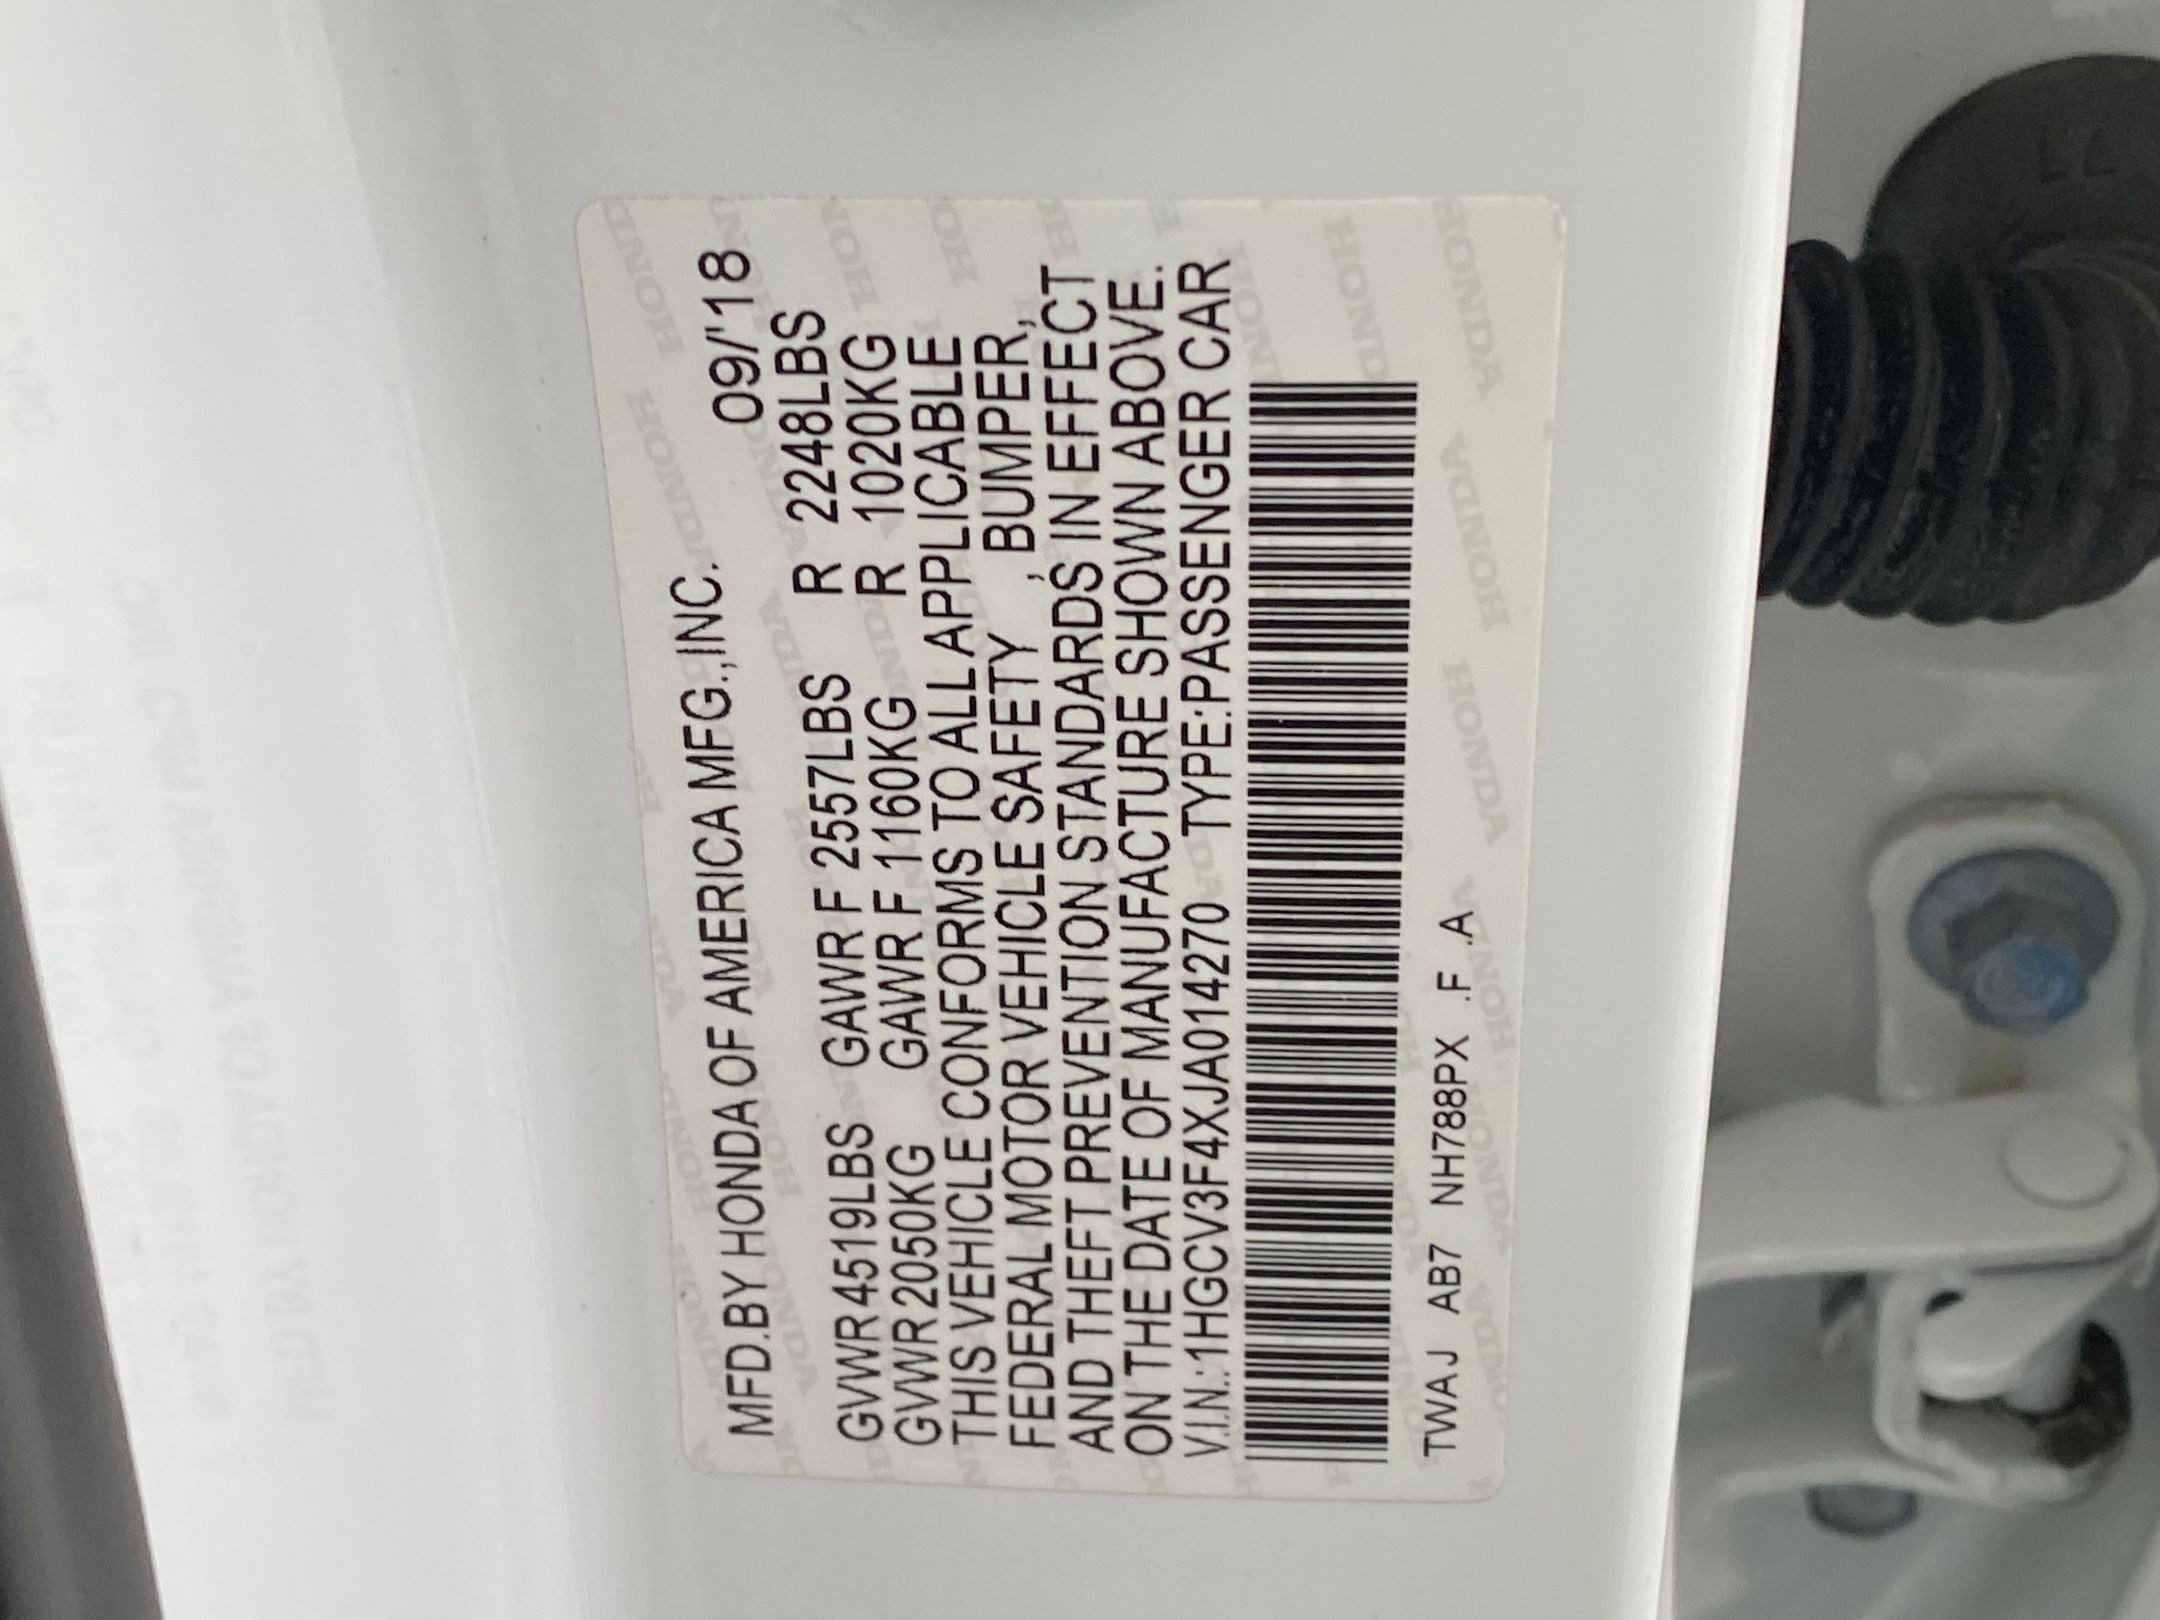 MFD.BY HONDA OF AMERICA MFG.,INC. 09/'18
GVWR 4519LBS GAWR F 2557LBS R 2248LBS
GVWR 2050KG GAWR F 1160KG R 1020KG
THIS VEHICLE CONFORMS TO ALL APPLICABLE
FEDERAL MOTOR VEHICLE SAFETY , BUMPER,
AND THEFT PREVENTION STANDARDS IN EFFECT
ON THE DATE OF MANUFACTURE SHOWN ABOVE.
V.I.N.:1HGCV3F4XJA014270 TYPE:PASSENGER CAR
TWAJ AB7 NH788PX .F .A